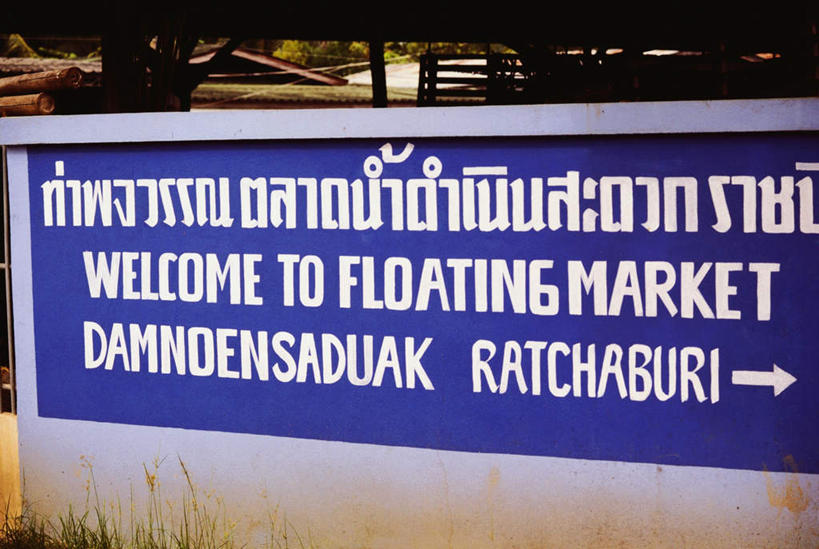 ท่าพจวรรณ ตลาดน้ำดำเนินสะดวก
WELCOME TO FLOATING MARKET
DAMNOENSADUAK RATCHABURI →